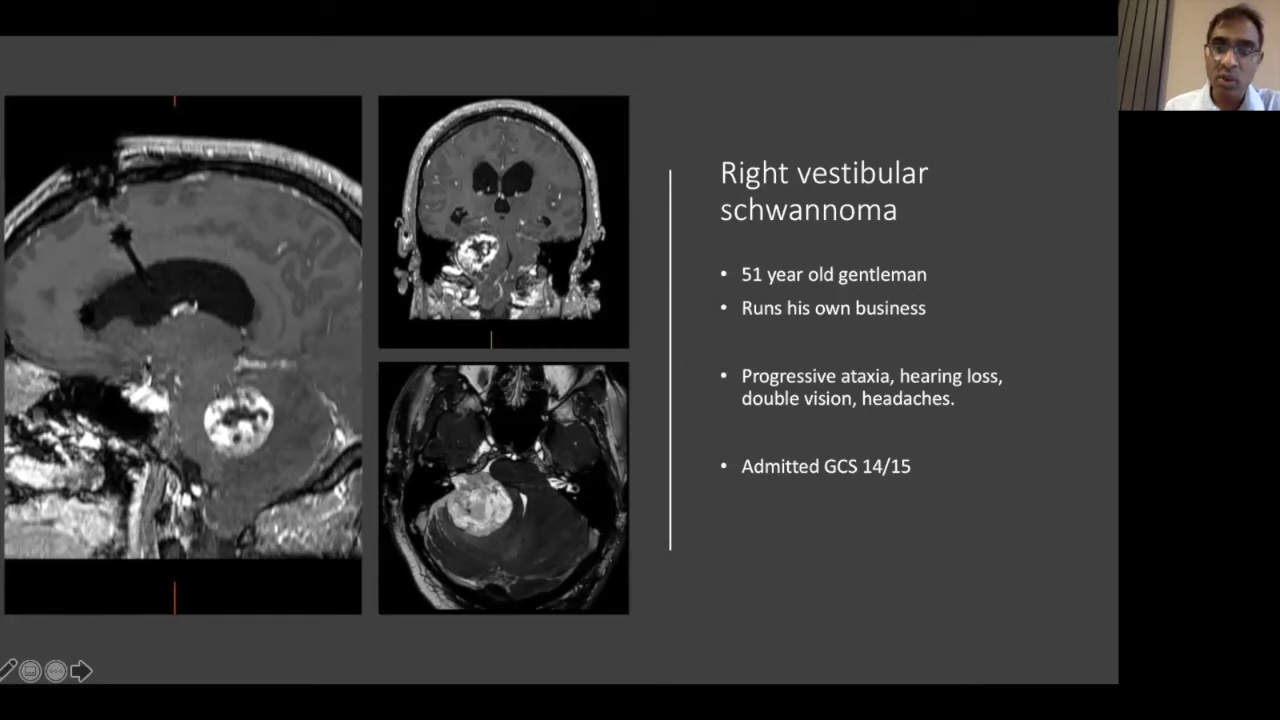 Right vestibular
schwannoma
• 51 year old gentleman
• Runs his own business
• Progressive ataxia, hearing loss,
double vision, headaches.
• Admitted GCS 14/15